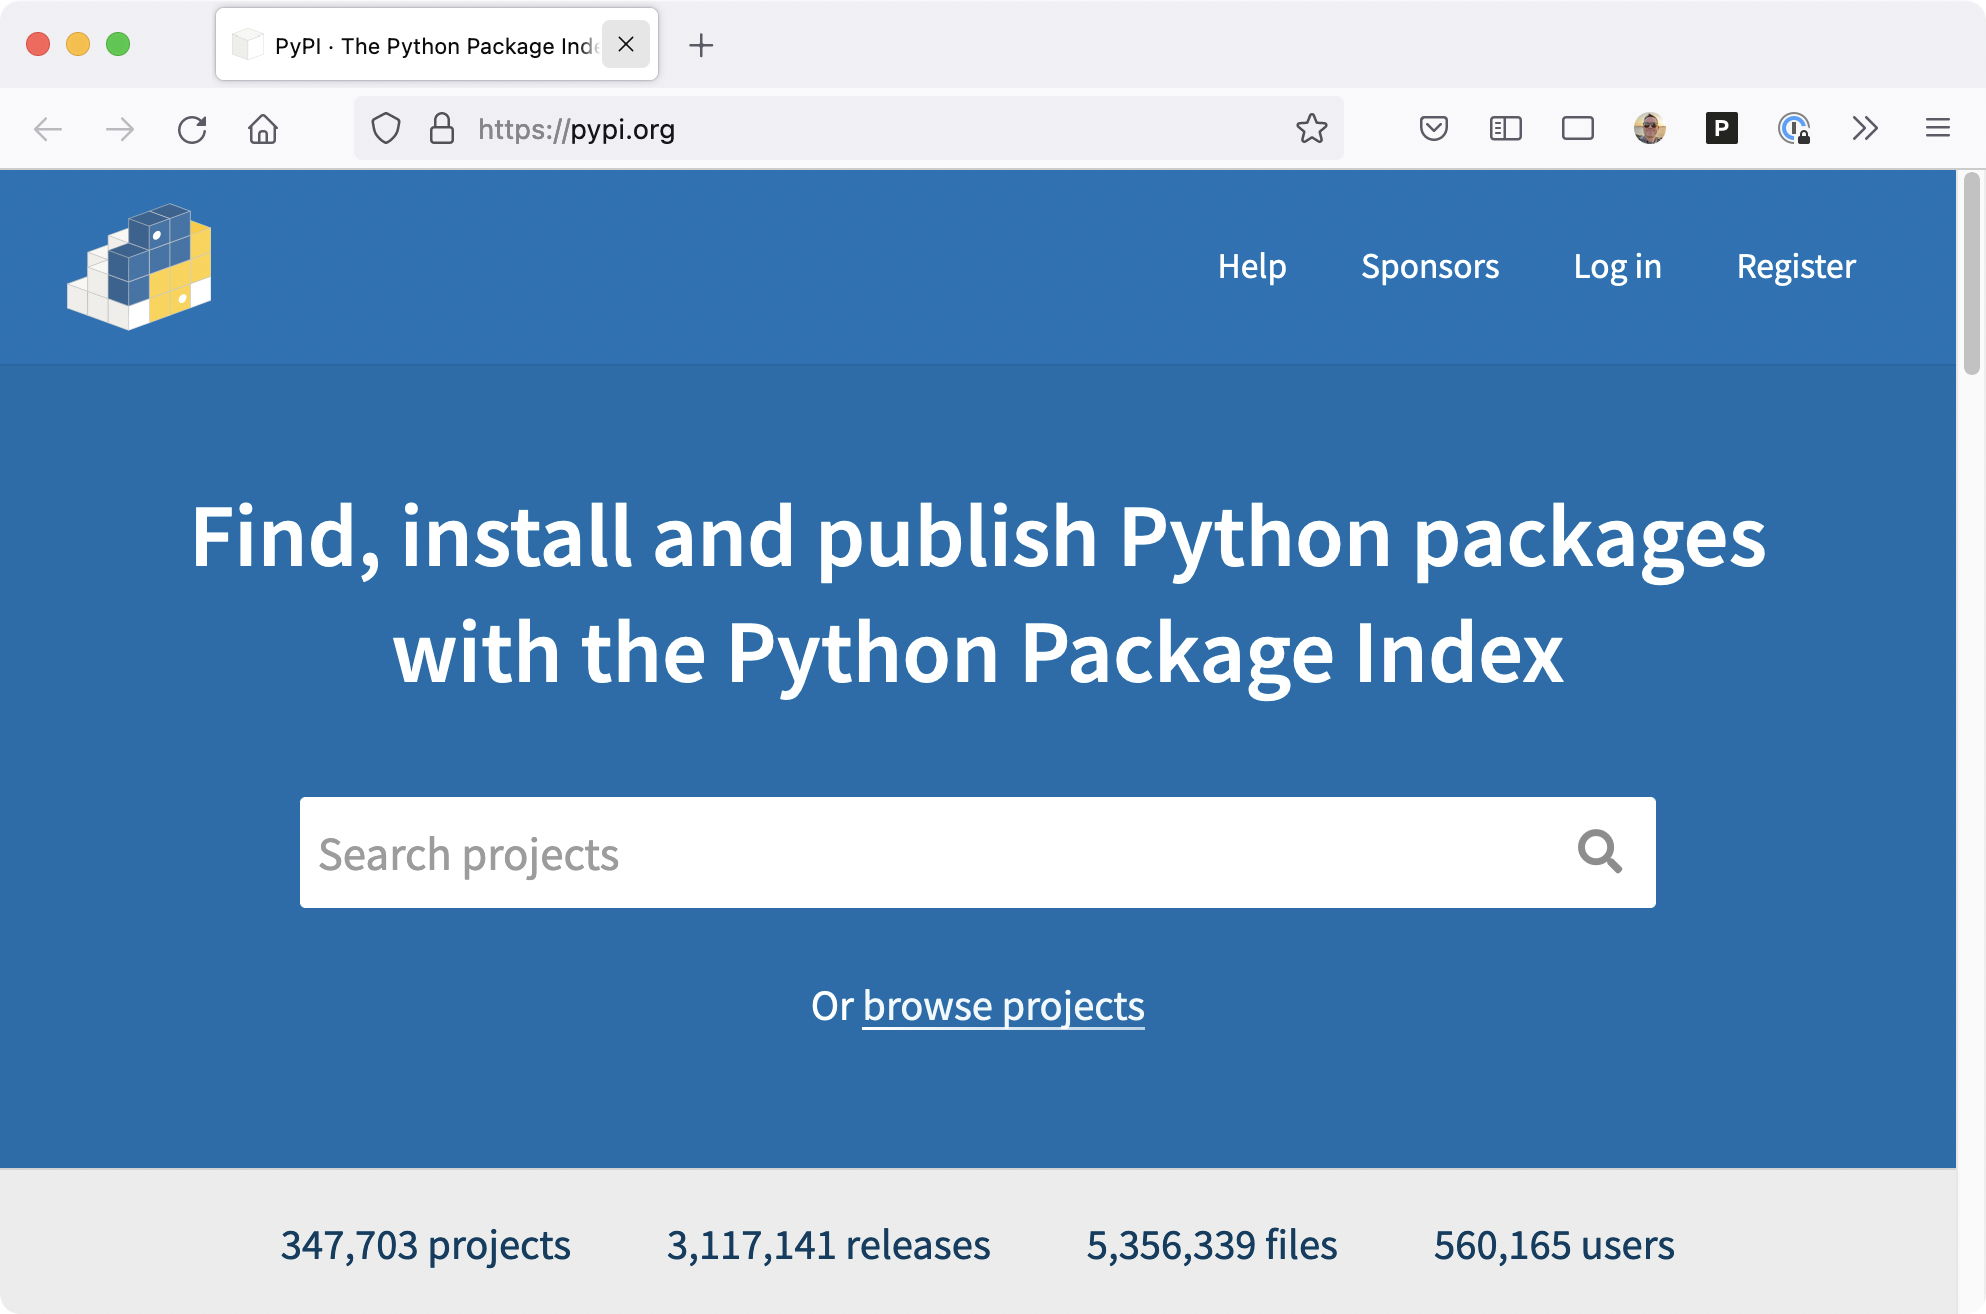 PyPI · The Python Package Ind
https://pypi.org
P
Help Sponsors Log in Register
Find, install and publish Python packages
with the Python Package Index
Search projects
Or browse projects
347,703 projects 3,117,141 releases 5,356,339 files 560,165 users